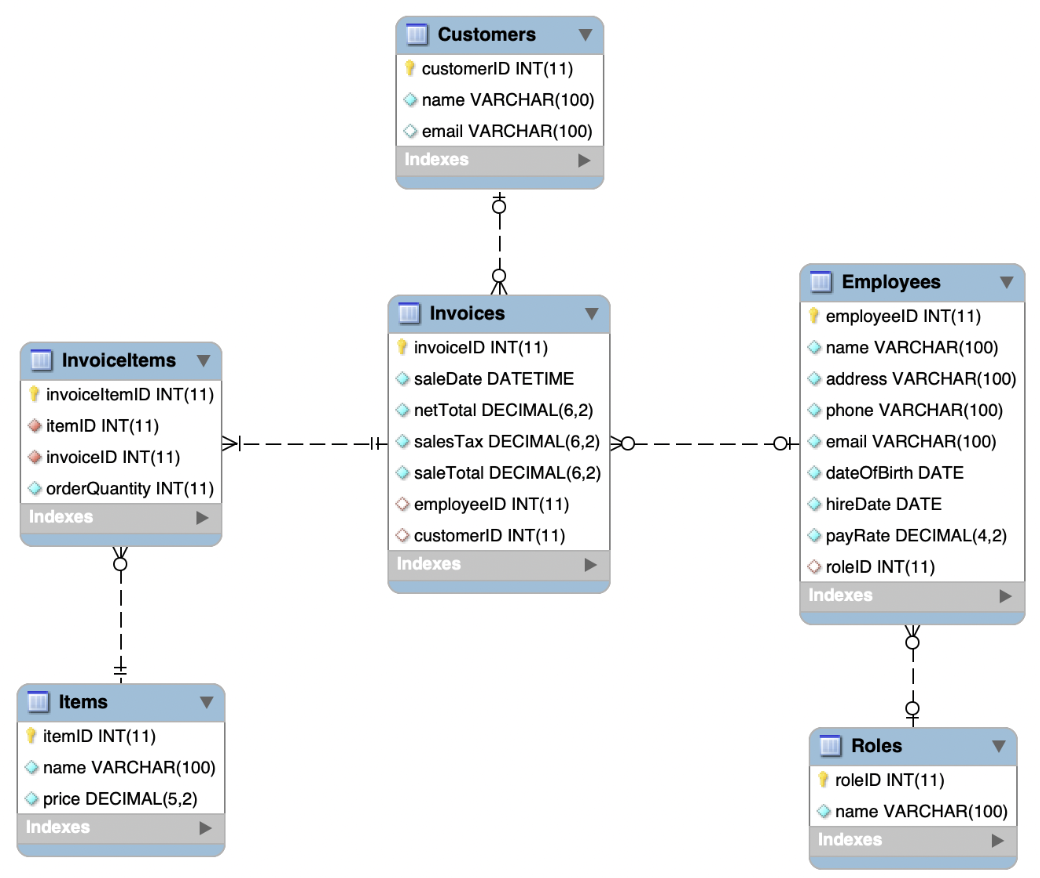 Customers
customerID INT(11)
name VARCHAR(100)
email VARCHAR(100)
Indexes
Invoices
invoiceID INT(11)
saleDate DATETIME
netTotal DECIMAL(6,2)
salesTax DECIMAL(6,2)
saleTotal DECIMAL(6,2)
employeeID INT(11)
customerID INT(11)
Indexes
Employees
employeeID INT(11)
name VARCHAR(100)
address VARCHAR(100)
phone VARCHAR(100)
email VARCHAR(100)
dateOfBirth DATE
hireDate DATE
payRate DECIMAL(4,2)
roleID INT(11)
Indexes
InvoiceItems
invoiceItemID INT(11)
itemID INT(11)
invoiceID INT(11)
orderQuantity INT(11)
Indexes
Items
itemID INT(11)
name VARCHAR(100)
price DECIMAL(5,2)
Indexes
Roles
roleID INT(11)
name VARCHAR(100)
Indexes